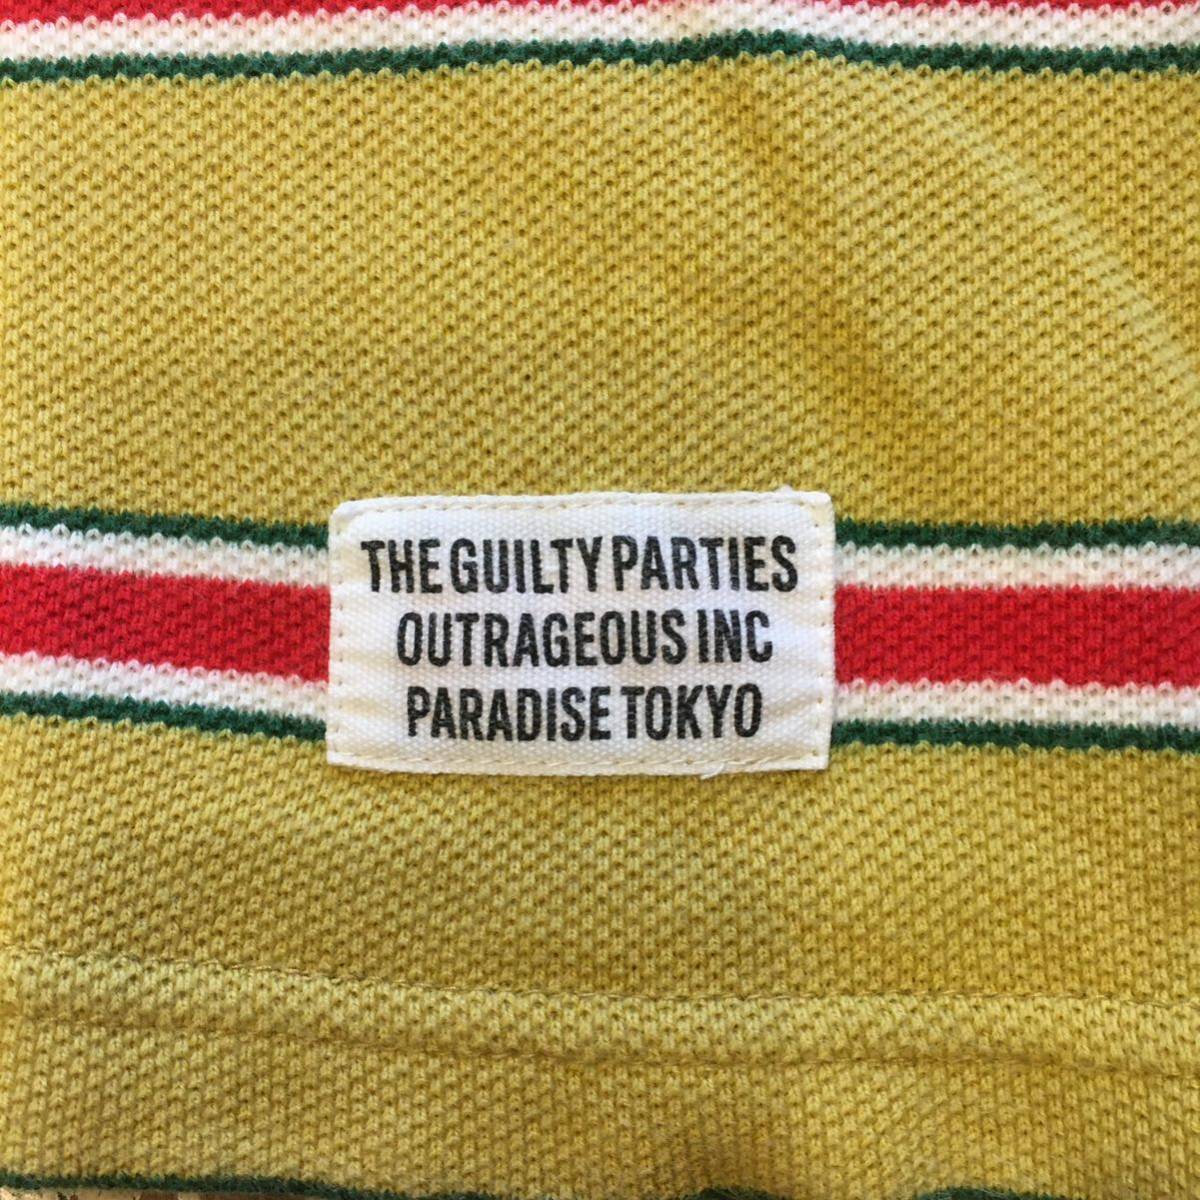 THE GUILTY PARTIES
OUTRAGEOUS INC
PARADISE TOKYO